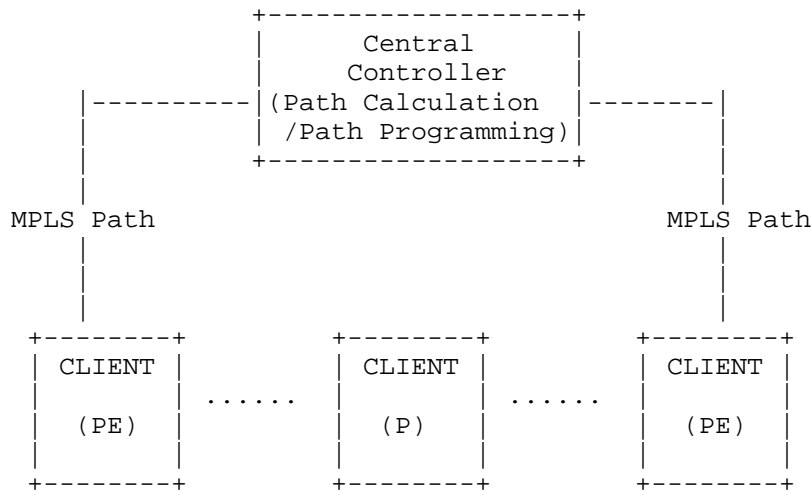 Central
Controller
(Path Calculation
/Path Programming)
MPLS Path MPLS Path
CLIENT CLIENT CLIENT
...... ......
(PE) (P) (PE)